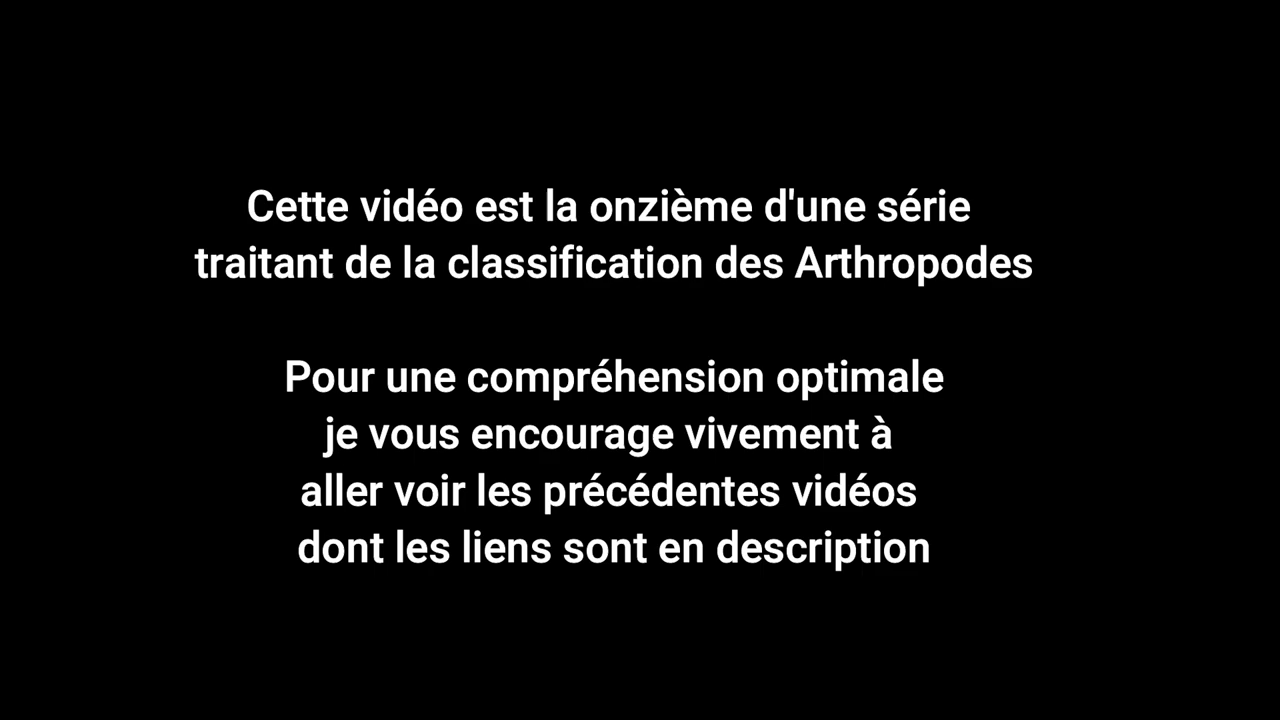 Cette vidéo est la onzième d'une série
traitant de la classification des Arthropodes
Pour une compréhension optimale
je vous encourage vivement à
aller voir les précédentes vidéos
dont les liens sont en description